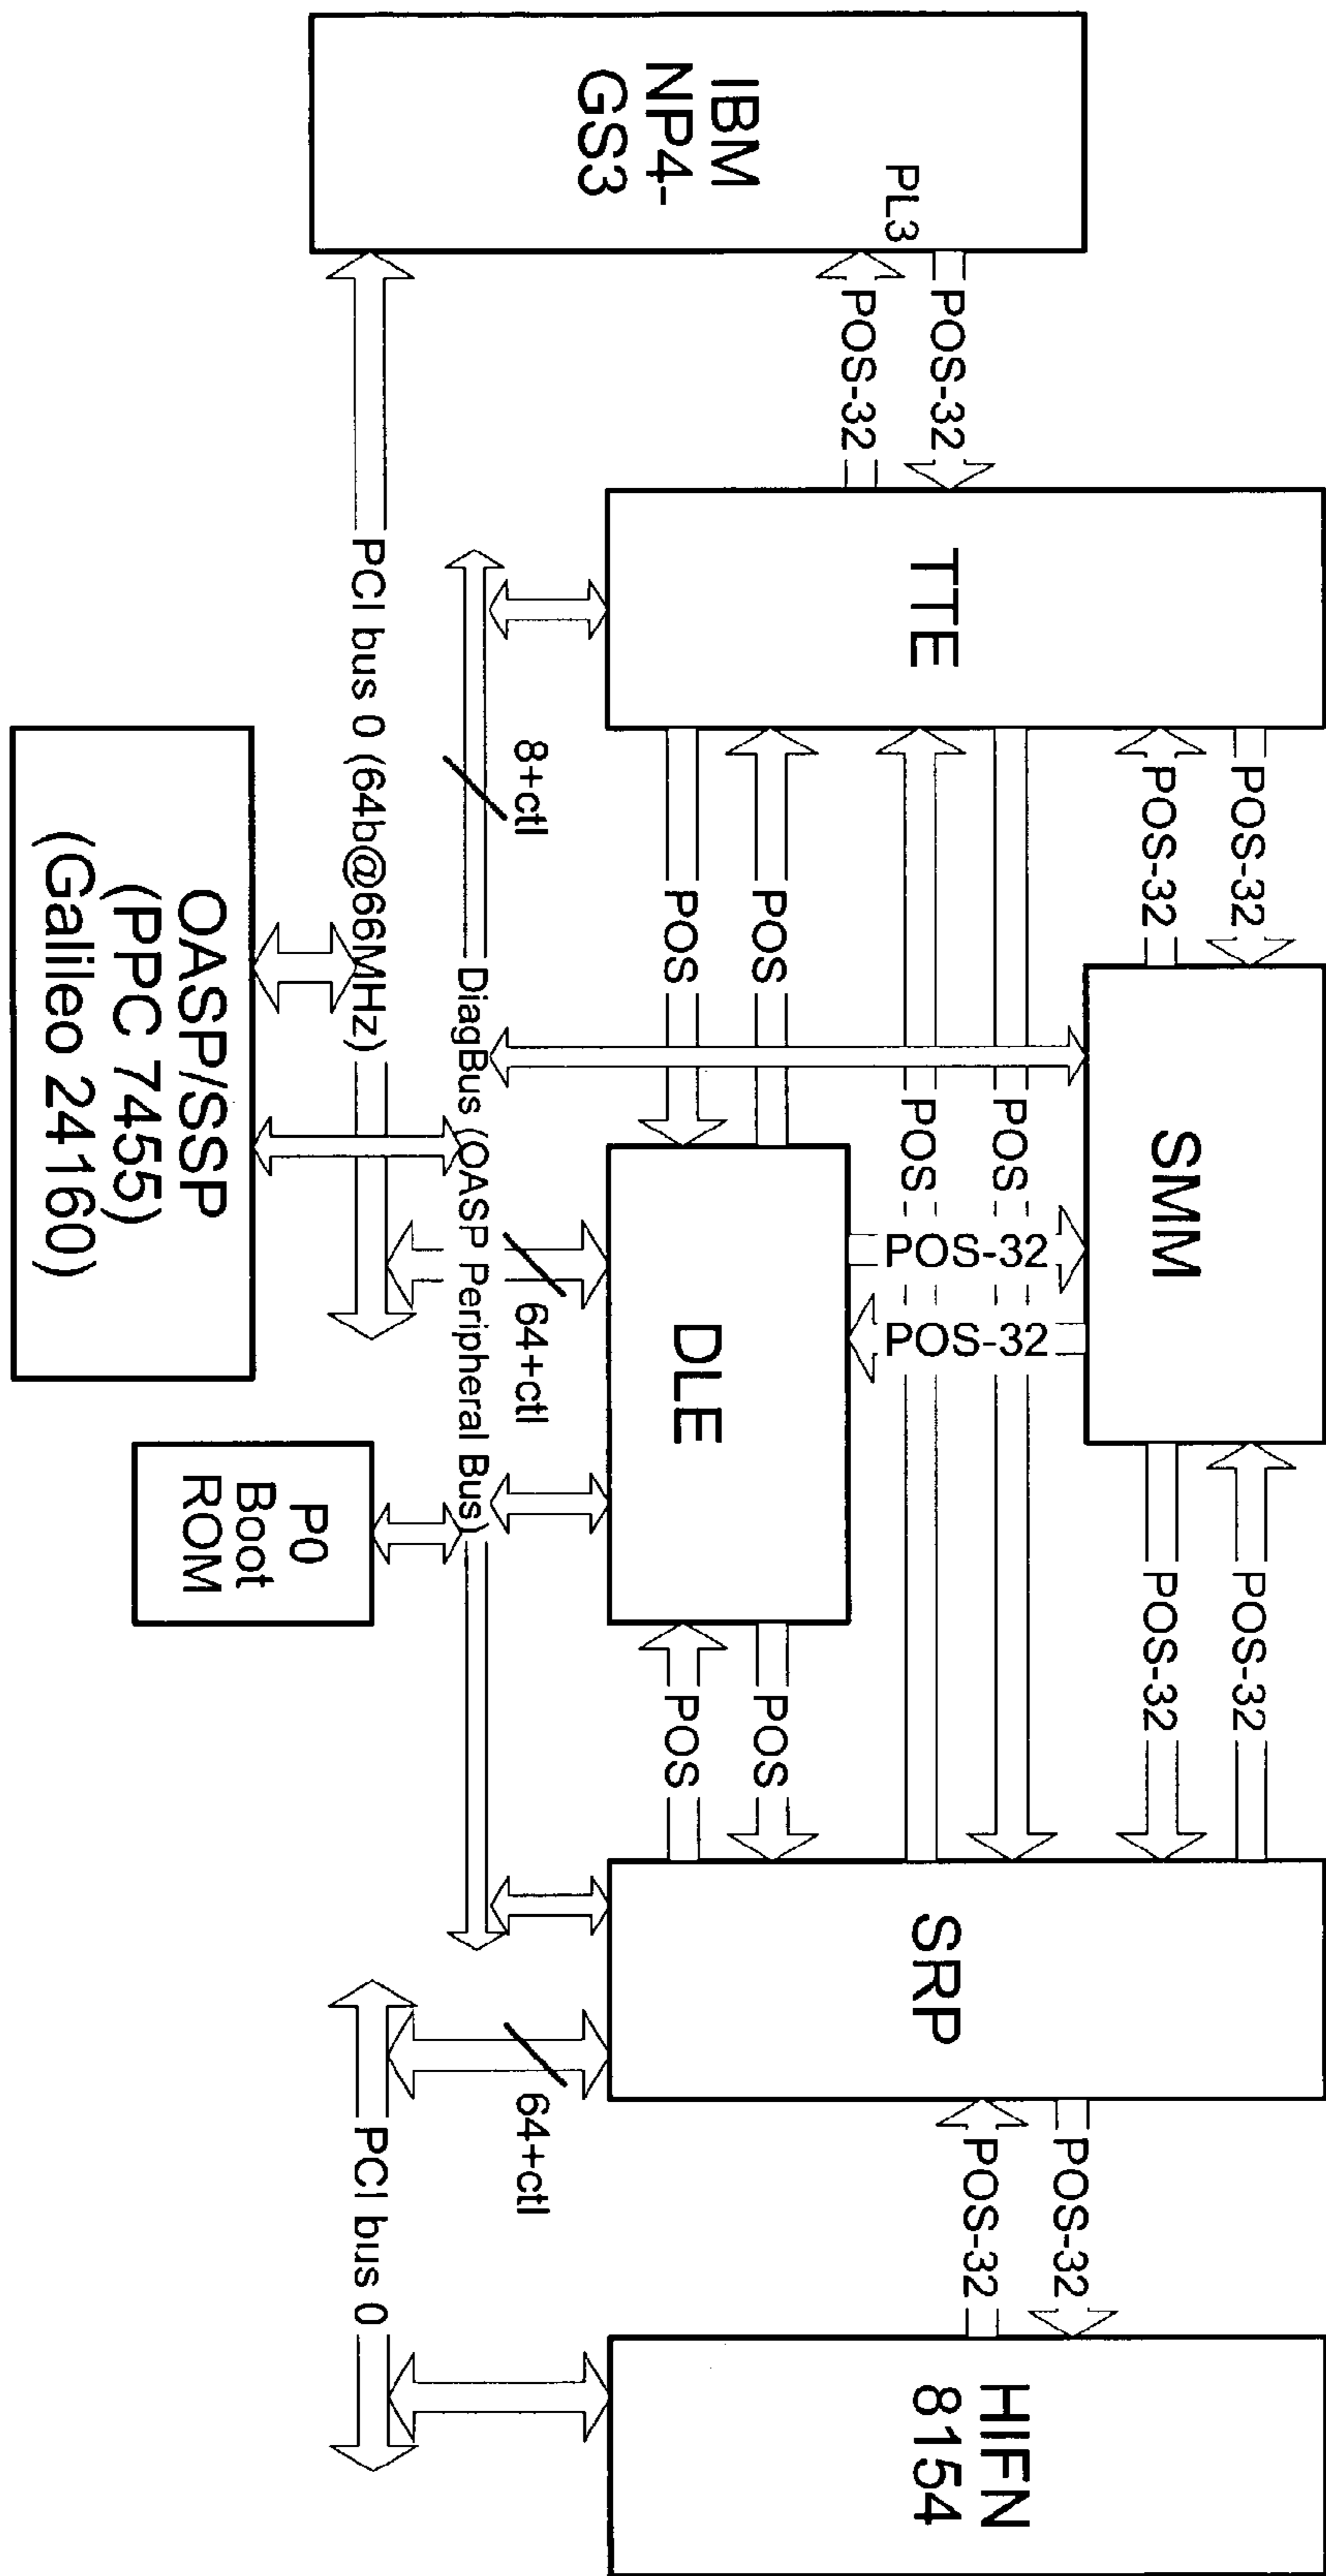 IBM
NP4-
GS3
PL3
POS-32
POS-32
TTE
POS-32
POS-32
SMM
POS-32
POS-32
POS
POS
POS
POS
POS-32
POS-32
DLE
POS
POS
SRP
POS-32
POS-32
HIFN
8154
8+ctl
DiagBus (OASP Peripheral Bus)
64+ctl
64+ctl
PCI bus 0 (64b@66MHz)
PCI bus 0
OASP/SSP
(PPC 7455)
(Galileo 24160)
P0
Boot
ROM